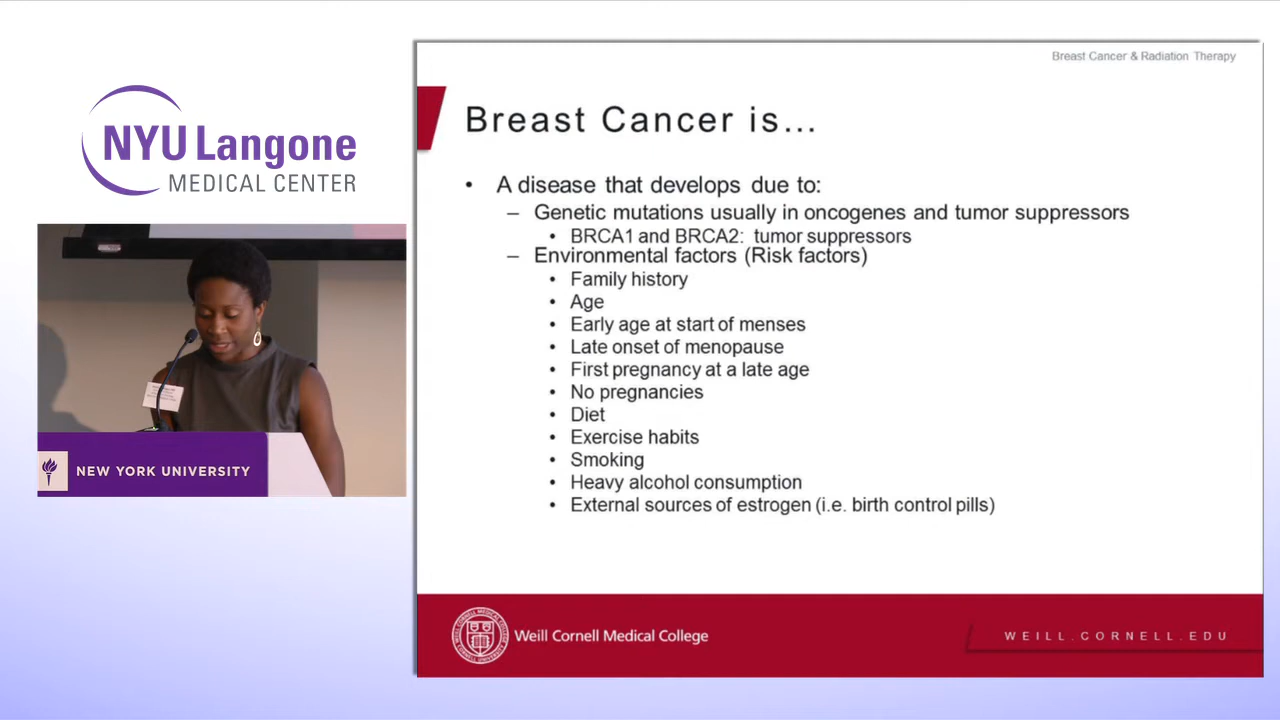 NYU Langone
MEDICAL CENTER
NEW YORK UNIVERSITY
Breast Cancer & Radiation Therapy
Breast Cancer is...
• A disease that develops due to:
– Genetic mutations usually in oncogenes and tumor suppressors
• BRCA1 and BRCA2: tumor suppressors
– Environmental factors (Risk factors)
• Family history
• Age
• Early age at start of menses
• Late onset of menopause
• First pregnancy at a late age
• No pregnancies
• Diet
• Exercise habits
• Smoking
• Heavy alcohol consumption
• External sources of estrogen (i.e. birth control pills)
Weill Cornell Medical College
WEILL.CORNELL.EDU